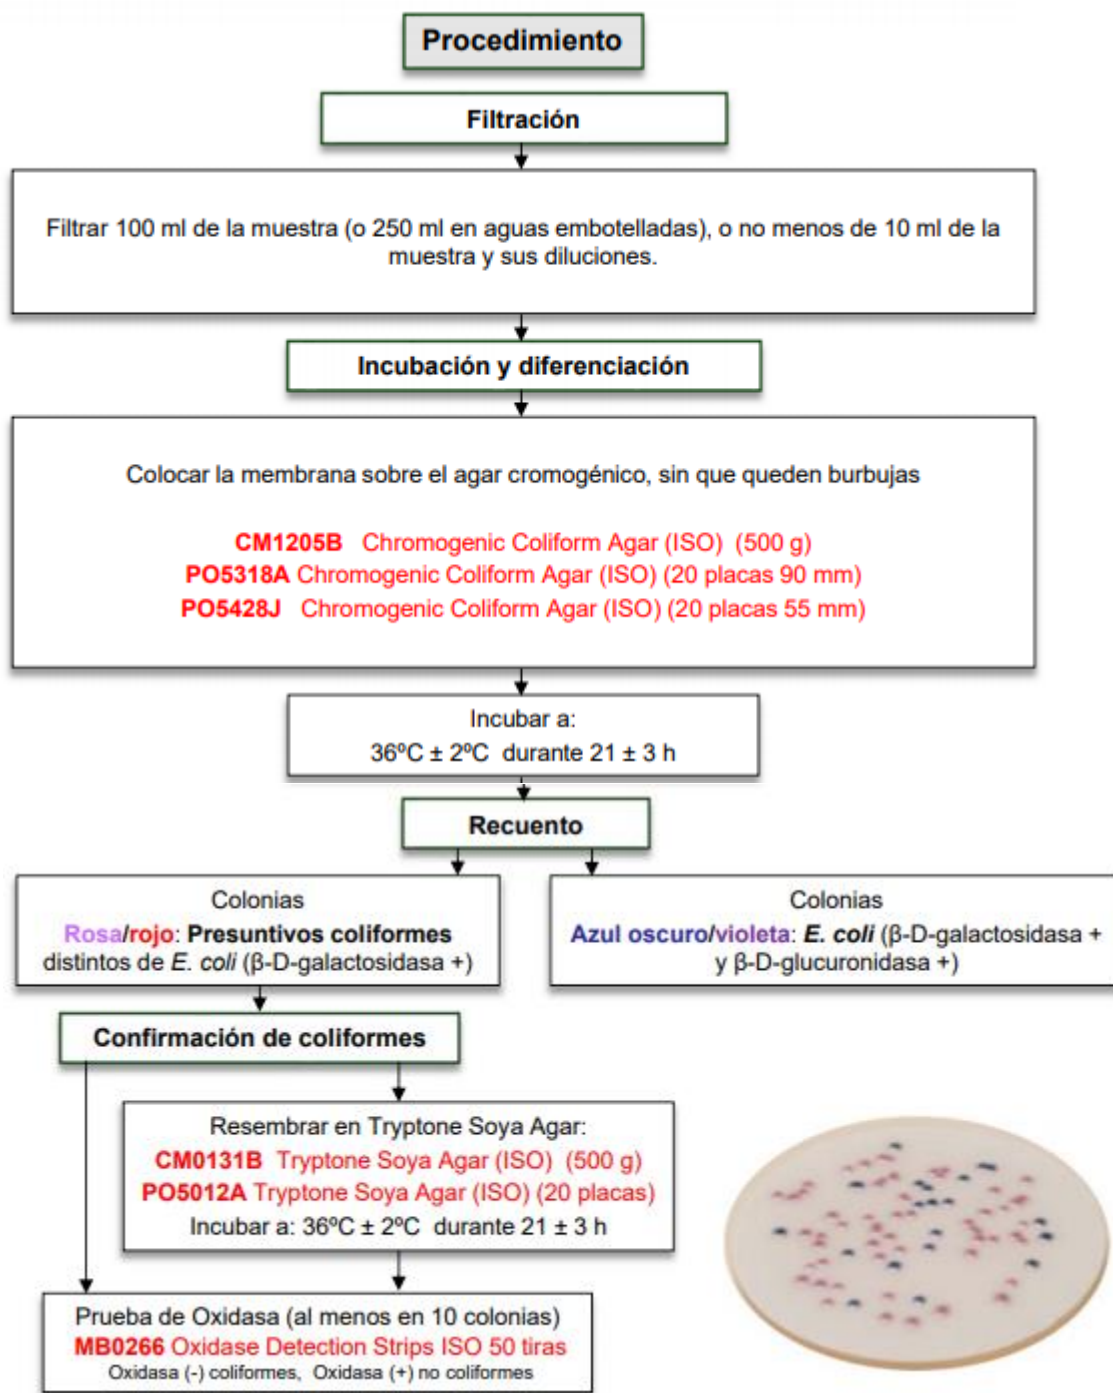 Procedimiento
Filtración
Filtrar 100 ml de la muestra (o 250 ml en aguas embotelladas), o no menos de 10 ml de la
muestra y sus diluciones.
Incubación y diferenciación
Colocar la membrana sobre el agar cromogénico, sin que queden burbujas
CM1205B Chromogenic Coliform Agar (ISO) (500 g)
PO5318A Chromogenic Coliform Agar (ISO) (20 placas 90 mm)
PO5428J Chromogenic Coliform Agar (ISO) (20 placas 55 mm)
Incubar a:
36ºC ± 2ºC durante 21 ± 3 h
Recuento
Colonias
Rosa/rojo: Presuntivos coliformes
distintos de E. coli (β-D-galactosidasa +)
Colonias
Azul oscuro/violeta: E. coli (β-D-galactosidasa +
y β-D-glucuronidasa +)
Confirmación de coliformes
Resembrar en Tryptone Soya Agar:
CM0131B Tryptone Soya Agar (ISO) (500 g)
PO5012A Tryptone Soya Agar (ISO) (20 placas)
Incubar a: 36ºC ± 2ºC durante 21 ± 3 h
Prueba de Oxidasa (al menos en 10 colonias)
MB0266 Oxidase Detection Strips ISO 50 tiras
Oxidasa (-) coliformes, Oxidasa (+) no coliformes